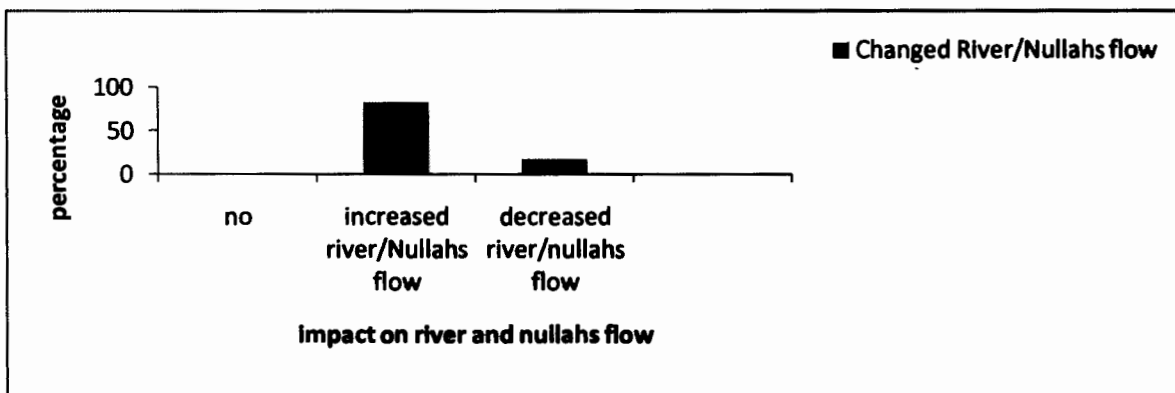 Changed River/Nullahs flow
percentage
100
50
0
no
increased river/Nullahs flow
decreased river/nullahs flow
impact on river and nullahs flow